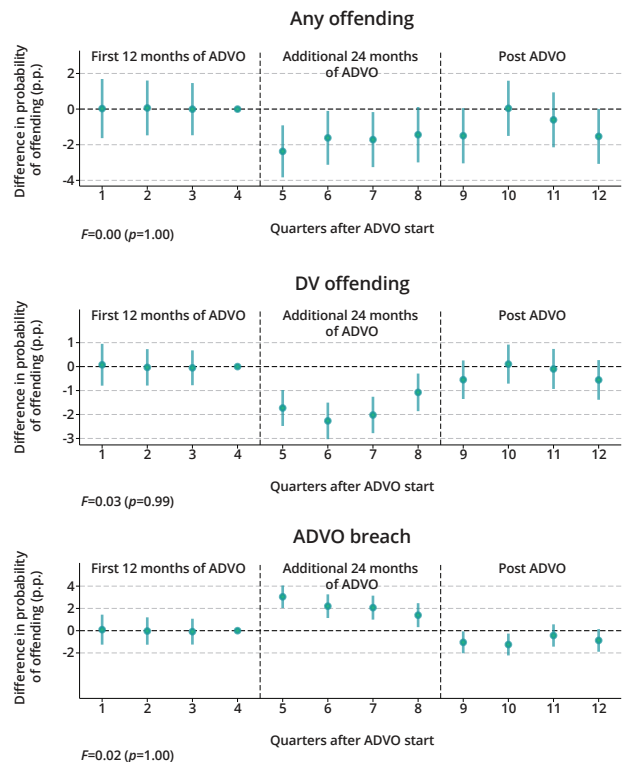 Any offending
First 12 months of ADVO
Additional 24 months
of ADVO
Post ADVO
Difference in probability
of offending (p.p.)
2
0
-2
-4
1 2 3 4 5 6 7 8 9 10 11 12
Quarters after ADVO start
F=0.00 (p=1.00)
DV offending
First 12 months of ADVO
Additional 24 months
of ADVO
Post ADVO
Difference in probability
of offending (p.p.)
1
0
-1
-2
-3
1 2 3 4 5 6 7 8 9 10 11 12
Quarters after ADVO start
F=0.03 (p=0.99)
ADVO breach
First 12 months of ADVO
Additional 24 months
of ADVO
Post ADVO
Difference in probability
of offending (p.p.)
4
2
0
-2
1 2 3 4 5 6 7 8 9 10 11 12
Quarters after ADVO start
F=0.02 (p=1.00)